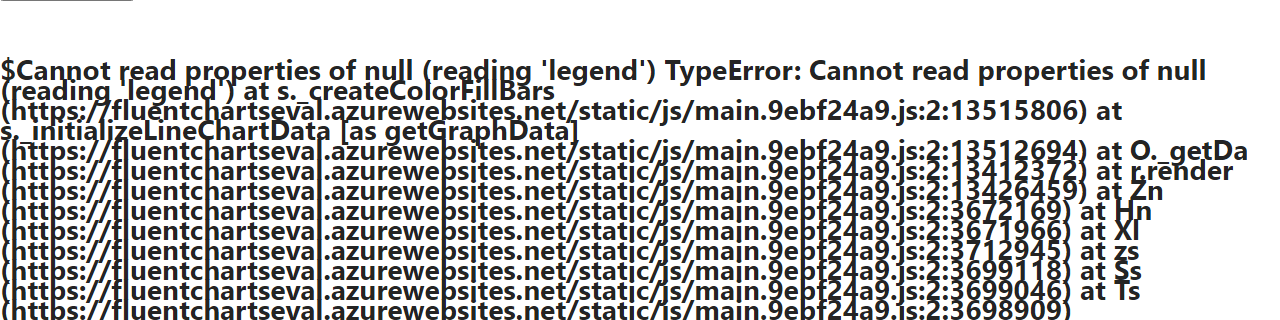 $Cannot read properties of null (reading 'legend') TypeError: Cannot read properties of null
(reading 'legend') at s._createColorFillBars
(https://fluentchartseval.azurewebsites.net/static/js/main.9ebf24a9.js:2:13515806) at
s._initializeLineChartData [as getGraphData]
(https://fluentchartseval.azurewebsites.net/static/js/main.9ebf24a9.js:2:13512694) at O._getDa
(https://fluentchartseval.azurewebsites.net/static/js/main.9ebf24a9.js:2:13412372) at r.render
(https://fluentchartseval.azurewebsites.net/static/js/main.9ebf24a9.js:2:13426459) at Zn
(https://fluentchartseval.azurewebsites.net/static/js/main.9ebf24a9.js:2:3672169) at Hn
(https://fluentchartseval.azurewebsites.net/static/js/main.9ebf24a9.js:2:3671966) at Xl
(https://fluentchartseval.azurewebsites.net/static/js/main.9ebf24a9.js:2:3712945) at zs
(https://fluentchartseval.azurewebsites.net/static/js/main.9ebf24a9.js:2:3699118) at Ss
(https://fluentchartseval.azurewebsites.net/static/js/main.9ebf24a9.js:2:3699046) at Ts
(https://fluentchartseval.azurewebsites.net/static/js/main.9ebf24a9.js:2:3698909)